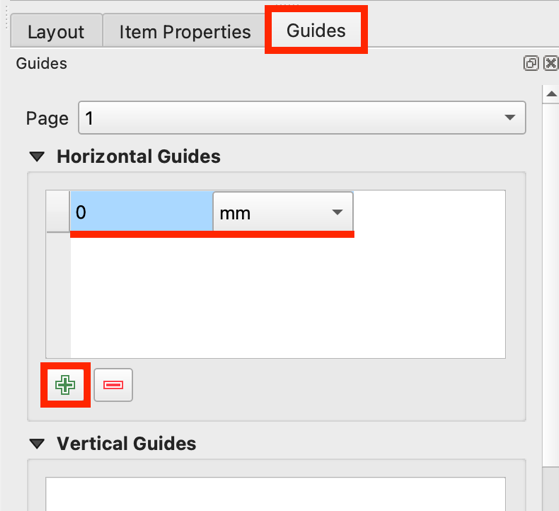 Layout Item Properties Guides
Guides
Page 1
Horizontal Guides
0 mm
Vertical Guides